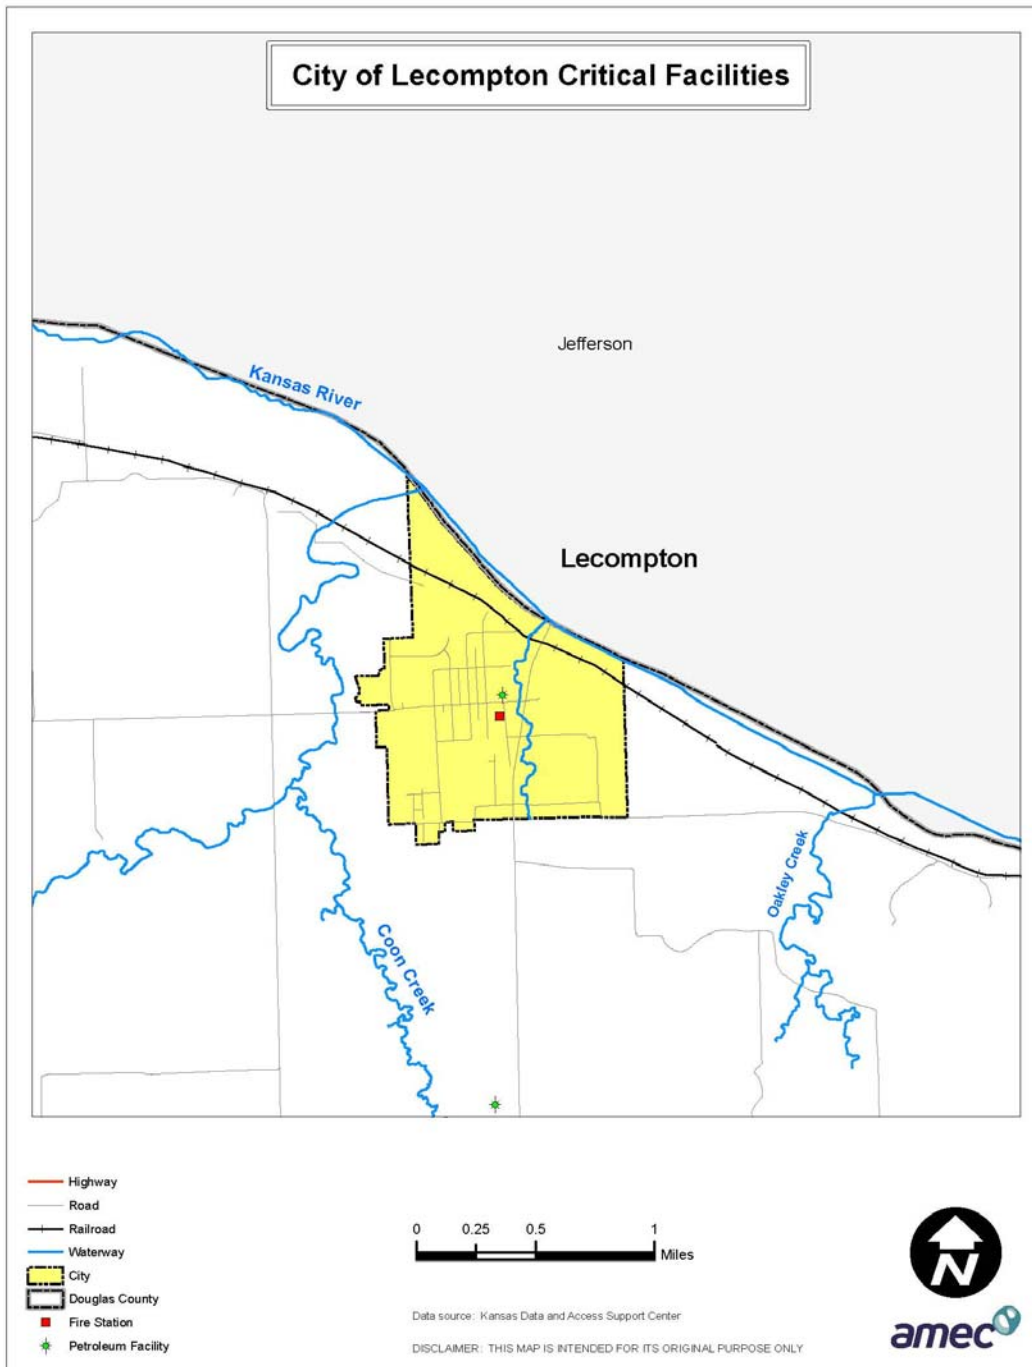 City of Lecompton Critical Facilities
Jefferson
Kansas River
Lecompton
Oakley Creek
Coon Creek
Highway
Road
Railroad
Waterway
City
Douglas County
Fire Station
Petroleum Facility
0 0.25 0.5 1
Miles
Data source: Kansas Data and Access Support Center
DISCLAIMER: THIS MAP IS INTENDED FOR ITS ORIGINAL PURPOSE ONLY
N
amec